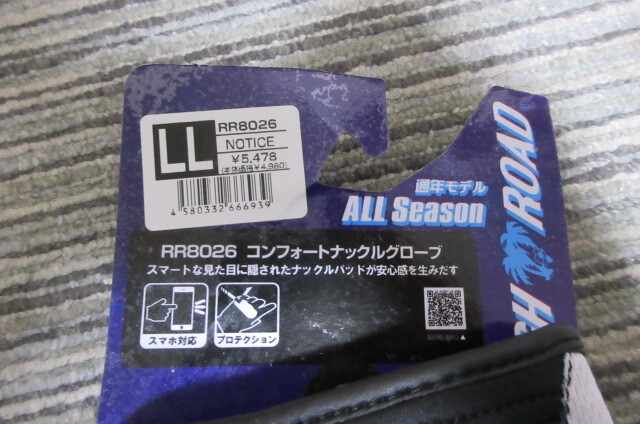 LL
RR8026
NOTICE
¥5,478
(本体価格¥4,980)
4 580332 666939
通年モデル
ALL Season
ROAD
RR8026 コンフォートナックルグローブ
スマートな見た目に隠されたナックルパッドが安心感を生みだす
スマホ対応
プロテクション